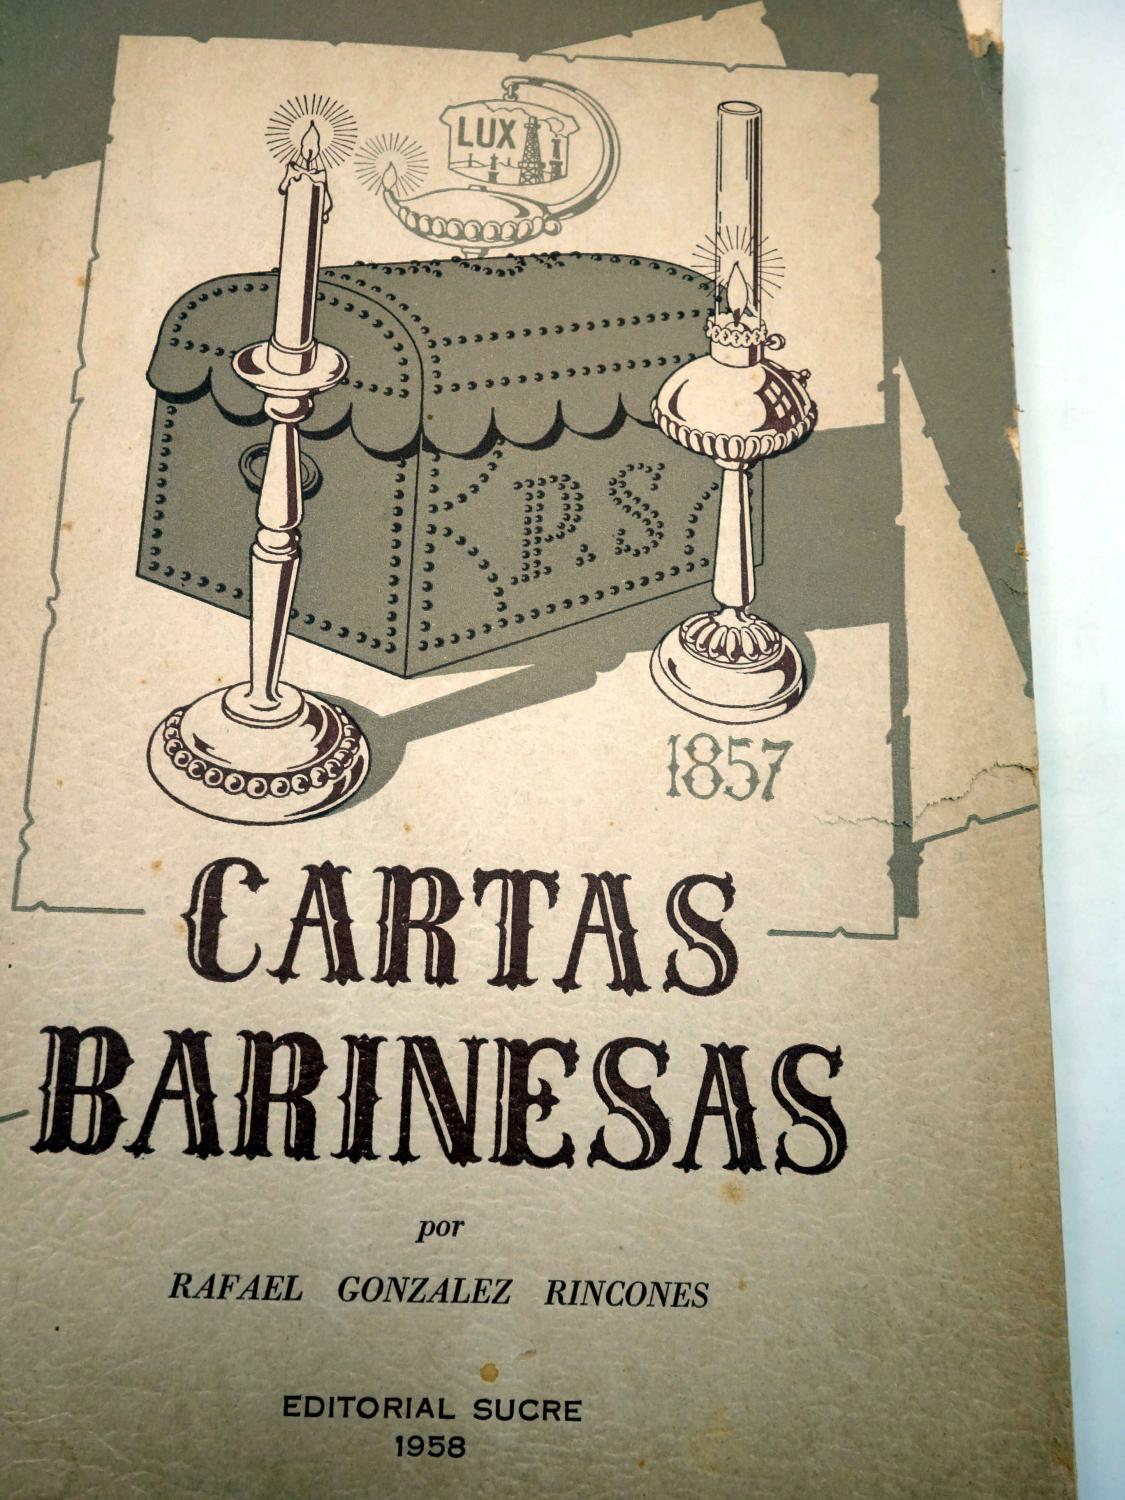 LUX
P. S.
1857
CARTAS
BARINESAS
por
RAFAEL GONZALEZ RINCONES
EDITORIAL SUCRE
1958